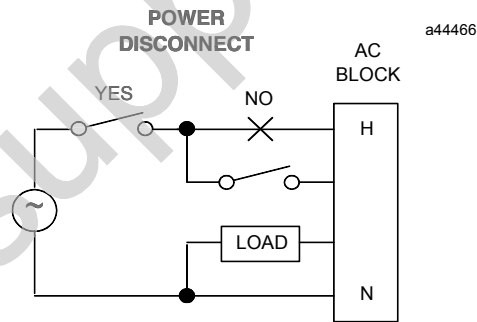 POWER
DISCONNECT
a44466
AC
BLOCK
YES
NO
H
~
LOAD
N